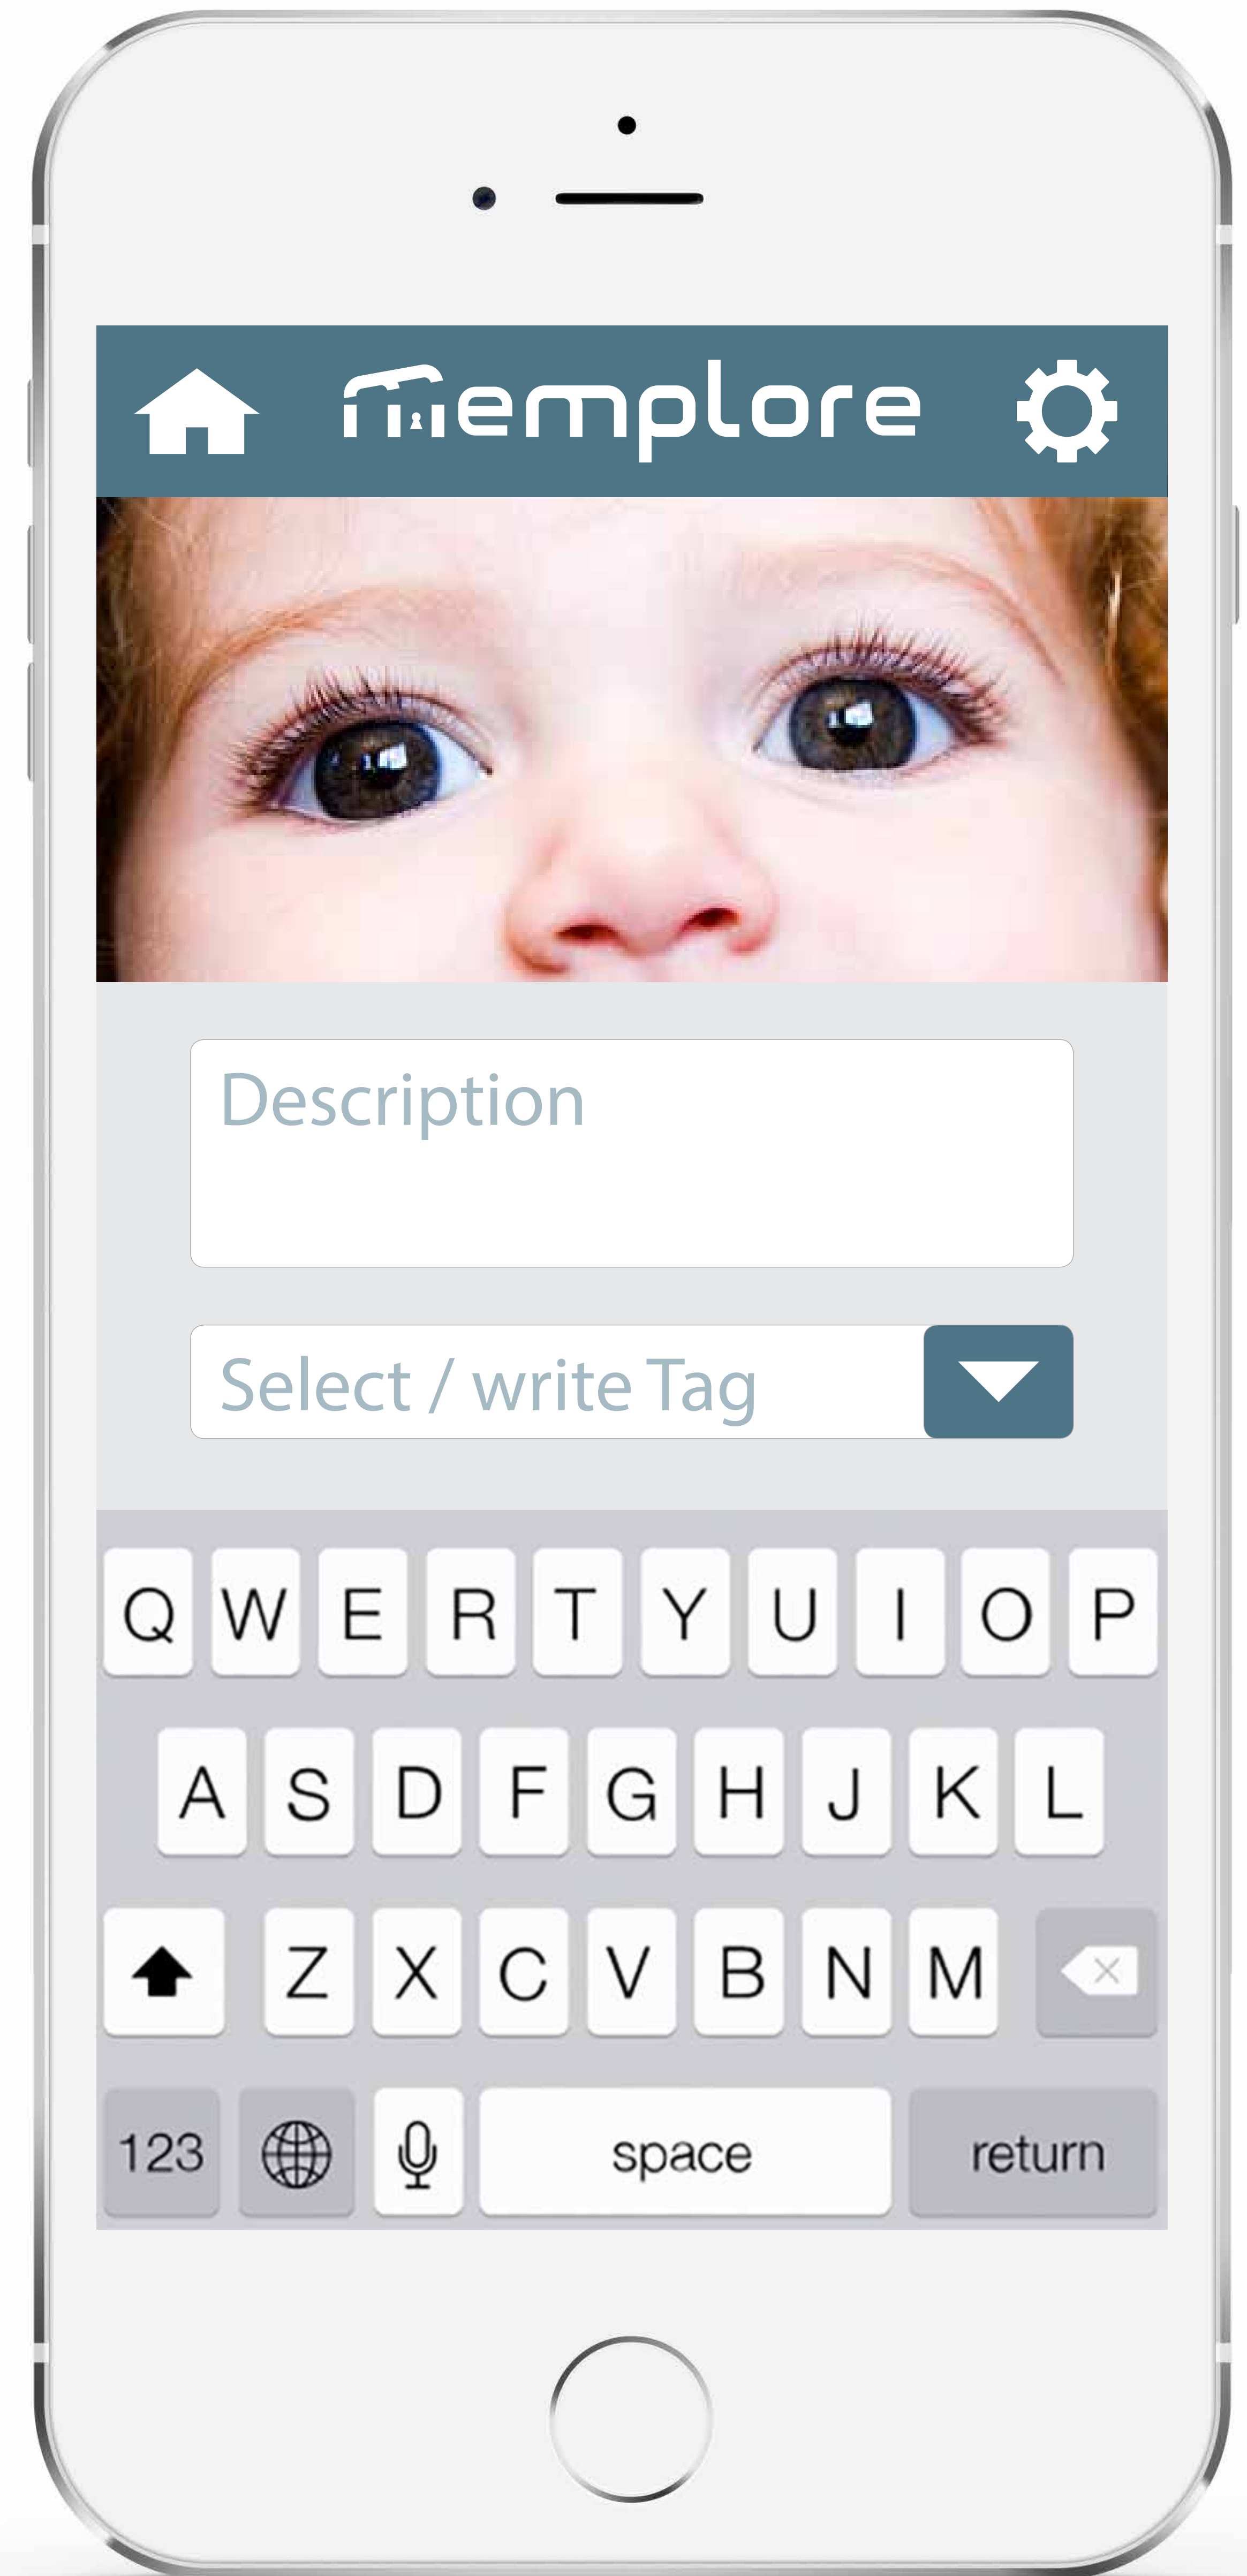 memplore
Description
Select / write Tag
Q W E R T Y U I O P
A S D F G H J K L
Z X C V B N M
123 space return